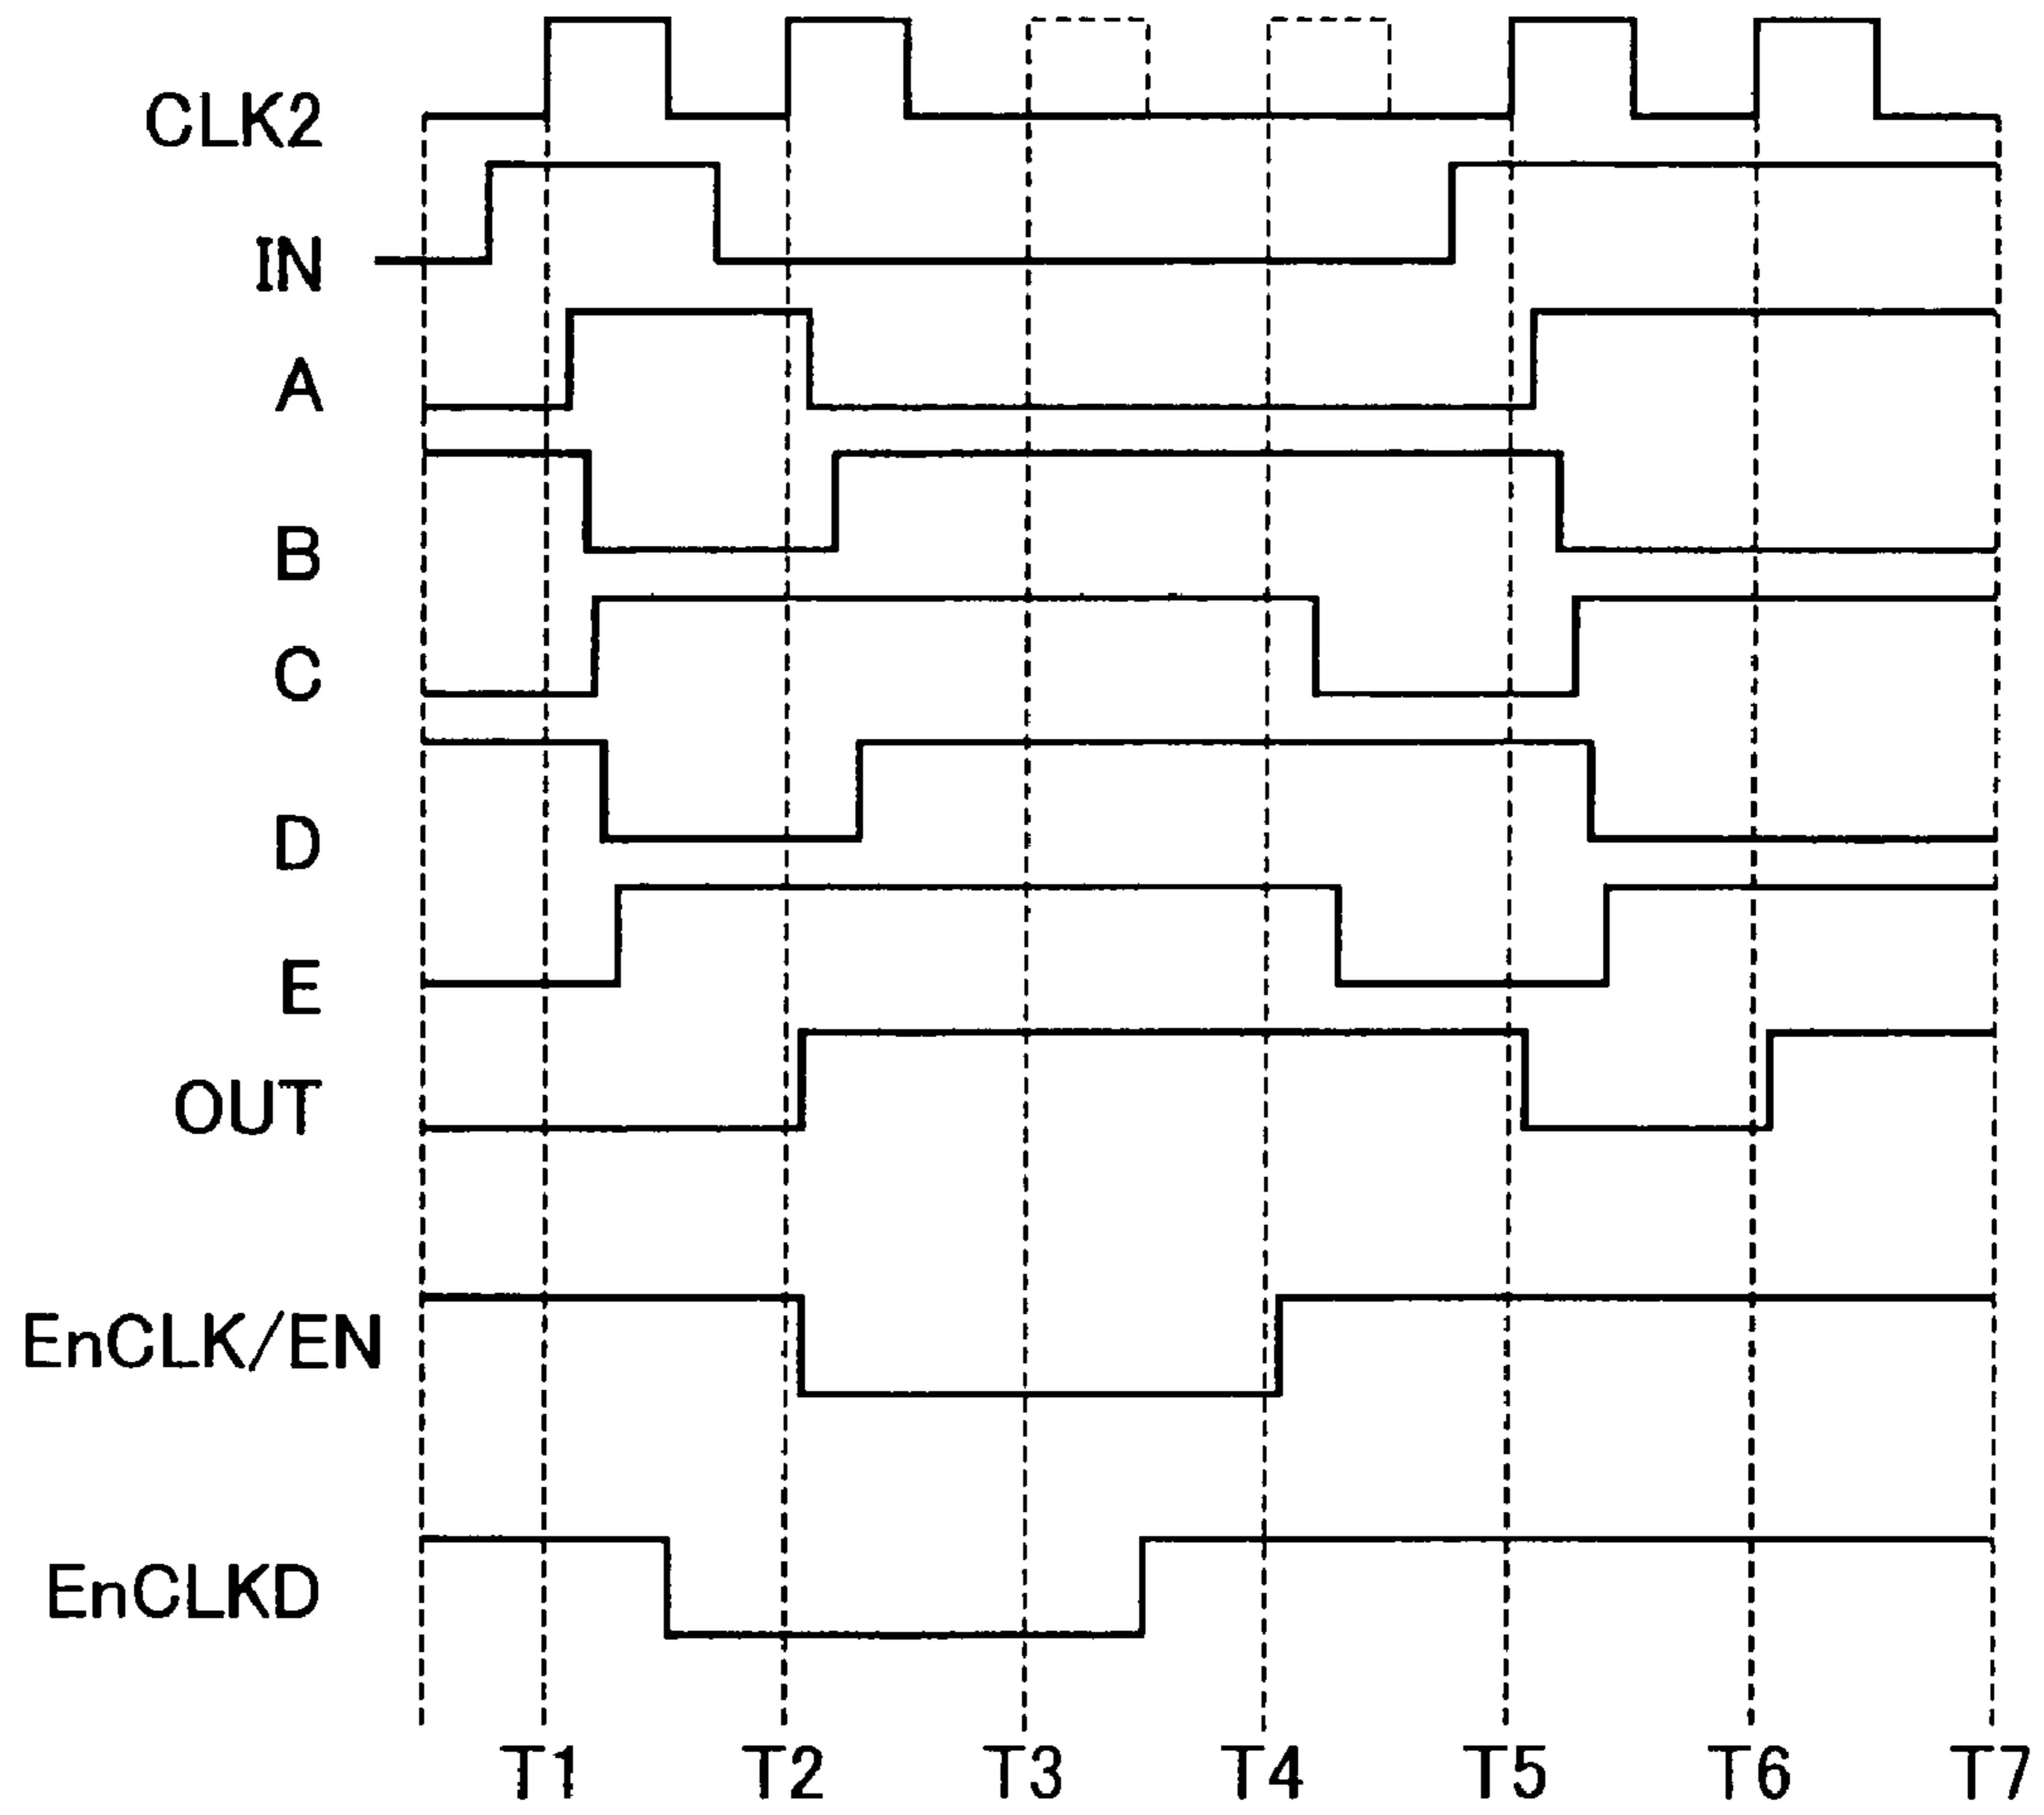 CLK2
IN
A
B
C
D
E
OUT
EnCLK/EN
EnCLKD
T1 T2 T3 T4 T5 T6 T7